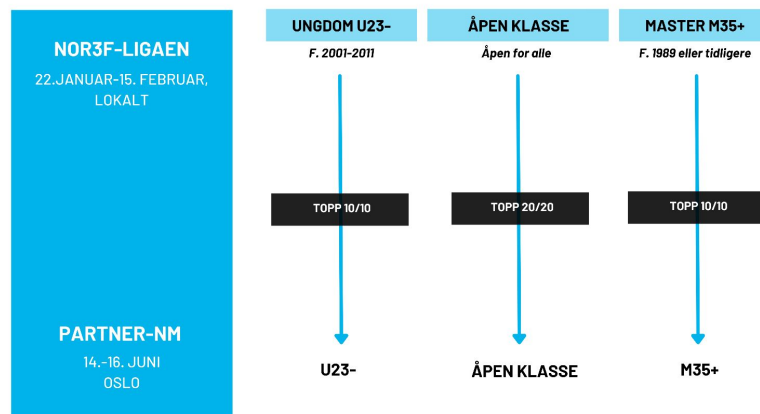 NOR3F-LIGAEN
22.JANUAR-15. FEBRUAR,
LOKALT
UNGDOM U23-
F. 2001-2011
ÅPEN KLASSE
Åpen for alle
MASTER M35+
F. 1989 eller tidligere
TOPP 10/10
TOPP 20/20
TOPP 10/10
PARTNER-NM
14.-16. JUNI
OSLO
U23-
ÅPEN KLASSE
M35+